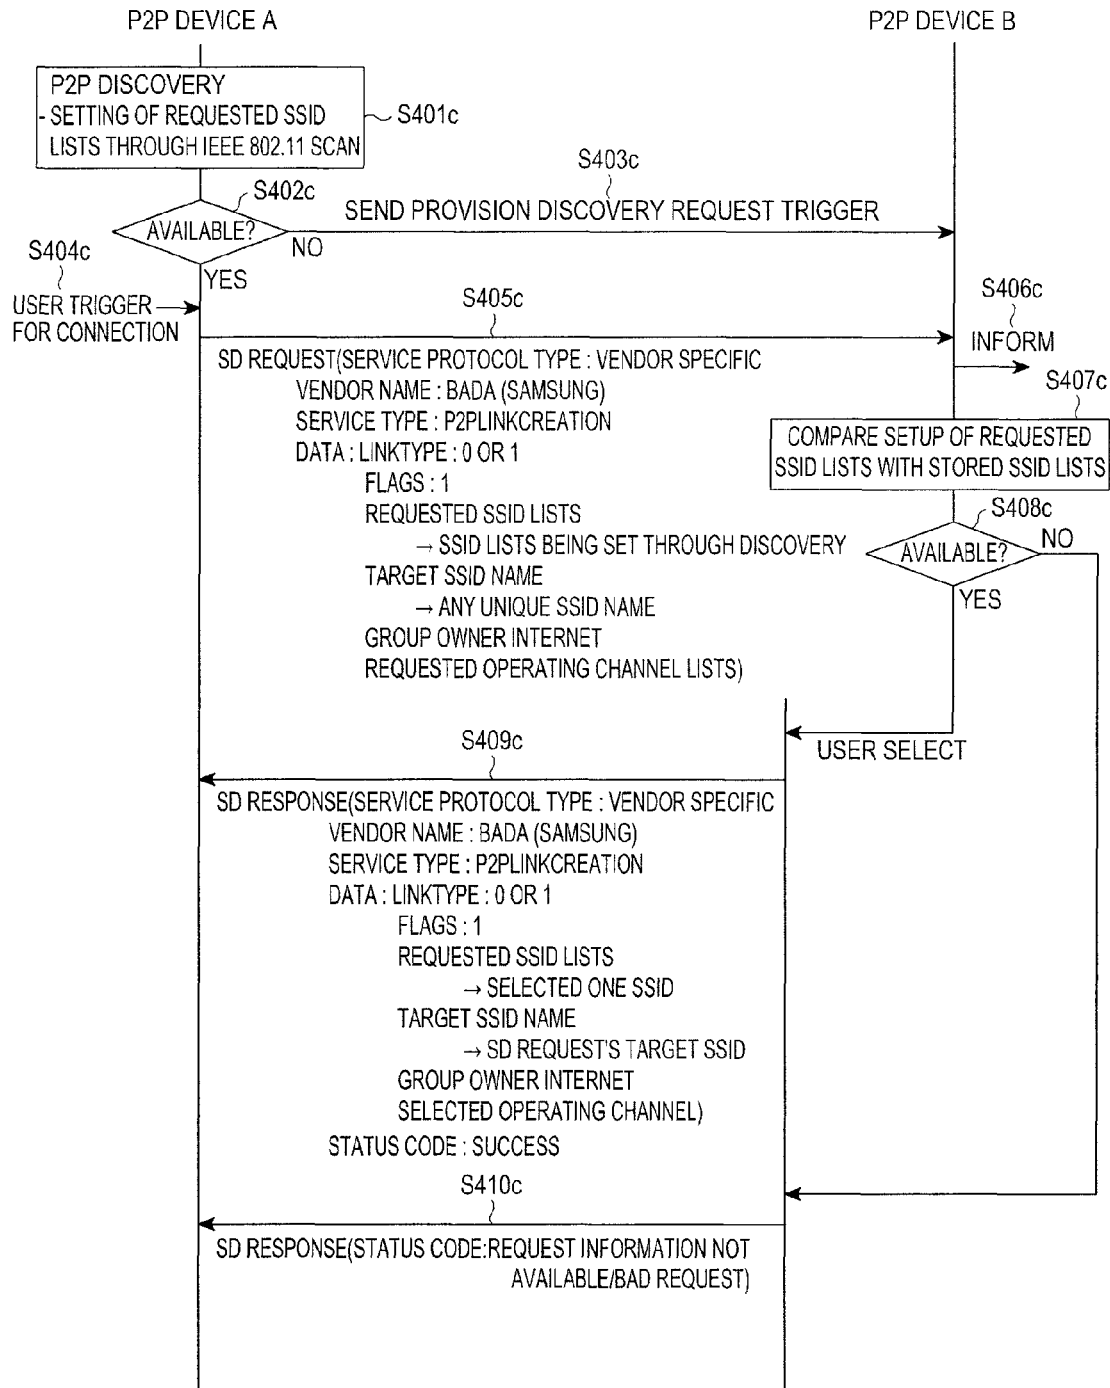 P2P DEVICE A
P2P DEVICE B
P2P DISCOVERY
- SETTING OF REQUESTED SSID
LISTS THROUGH IEEE 802.11 SCAN
S401c
S402c
AVAILABLE?
NO
YES
S403c
SEND PROVISION DISCOVERY REQUEST TRIGGER
S404c
USER TRIGGER
FOR CONNECTION
S405c
SD REQUEST(SERVICE PROTOCOL TYPE : VENDOR SPECIFIC
VENDOR NAME : BADA (SAMSUNG)
SERVICE TYPE : P2PLINKCREATION
DATA : LINKTYPE : 0 OR 1
FLAGS : 1
REQUESTED SSID LISTS
→ SSID LISTS BEING SET THROUGH DISCOVERY
TARGET SSID NAME
→ ANY UNIQUE SSID NAME
GROUP OWNER INTERNET
REQUESTED OPERATING CHANNEL LISTS)
S406c
INFORM
S407c
COMPARE SETUP OF REQUESTED
SSID LISTS WITH STORED SSID LISTS
S408c
AVAILABLE?
NO
YES
USER SELECT
S409c
SD RESPONSE(SERVICE PROTOCOL TYPE : VENDOR SPECIFIC
VENDOR NAME : BADA (SAMSUNG)
SERVICE TYPE : P2PLINKCREATION
DATA : LINKTYPE : 0 OR 1
FLAGS : 1
REQUESTED SSID LISTS
→ SELECTED ONE SSID
TARGET SSID NAME
→ SD REQUEST'S TARGET SSID
GROUP OWNER INTERNET
SELECTED OPERATING CHANNEL)
STATUS CODE : SUCCESS
S410c
SD RESPONSE(STATUS CODE:REQUEST INFORMATION NOT
AVAILABLE/BAD REQUEST)